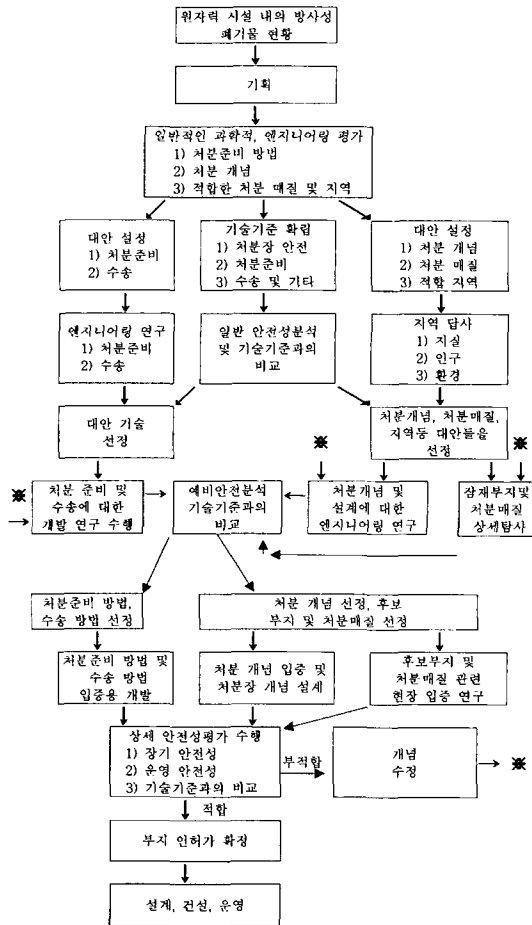 원자력 시설 내의 방사성
폐기물 현황
기획
일반적인 과학적, 엔지니어링 평가
1) 처분준비 방법
2) 처분 개념
3) 적합한 처분 매질 및 지역
대안 설정
1) 처분준비
2) 수송
기술기준 확립
1) 처분장 안전
2) 처분준비
3) 수송 및 기타
대안 설정
1) 처분 개념
2) 처분 매질
3) 적합 지역
엔지니어링 연구
1) 처분준비
2) 수송
일반 안전성분석
및 기술기준과의
비교
지역 답사
1) 지질
2) 인구
3) 환경
대안 기술
선정
처분개념, 처분매질,
지역등 대안들을
선정
※
※
※
처분 준비 및
수송에 대한
개발 연구 수행
예비안전분석
기술기준과의
비교
처분개념 및
설계에 대한
엔지니어링 연구
잠재부지및
처분매질
상세탐사
처분준비 방법,
수송 방법 선정
처분 개념 선정, 후보
부지 및 처분매질 선정
처분준비 방법 및
수송 방법
입증용 개발
처분 개념 입증 및
처분장 개념 설계
후보부지 및
처분매질 관련
현장 입증 연구
상세 안전성평가 수행
1) 장기 안전성
2) 운영 안전성
3) 기술기준과의 비교
부적합
개념
수정
※
적합
부지 인허가 확정
설계, 건설, 운영